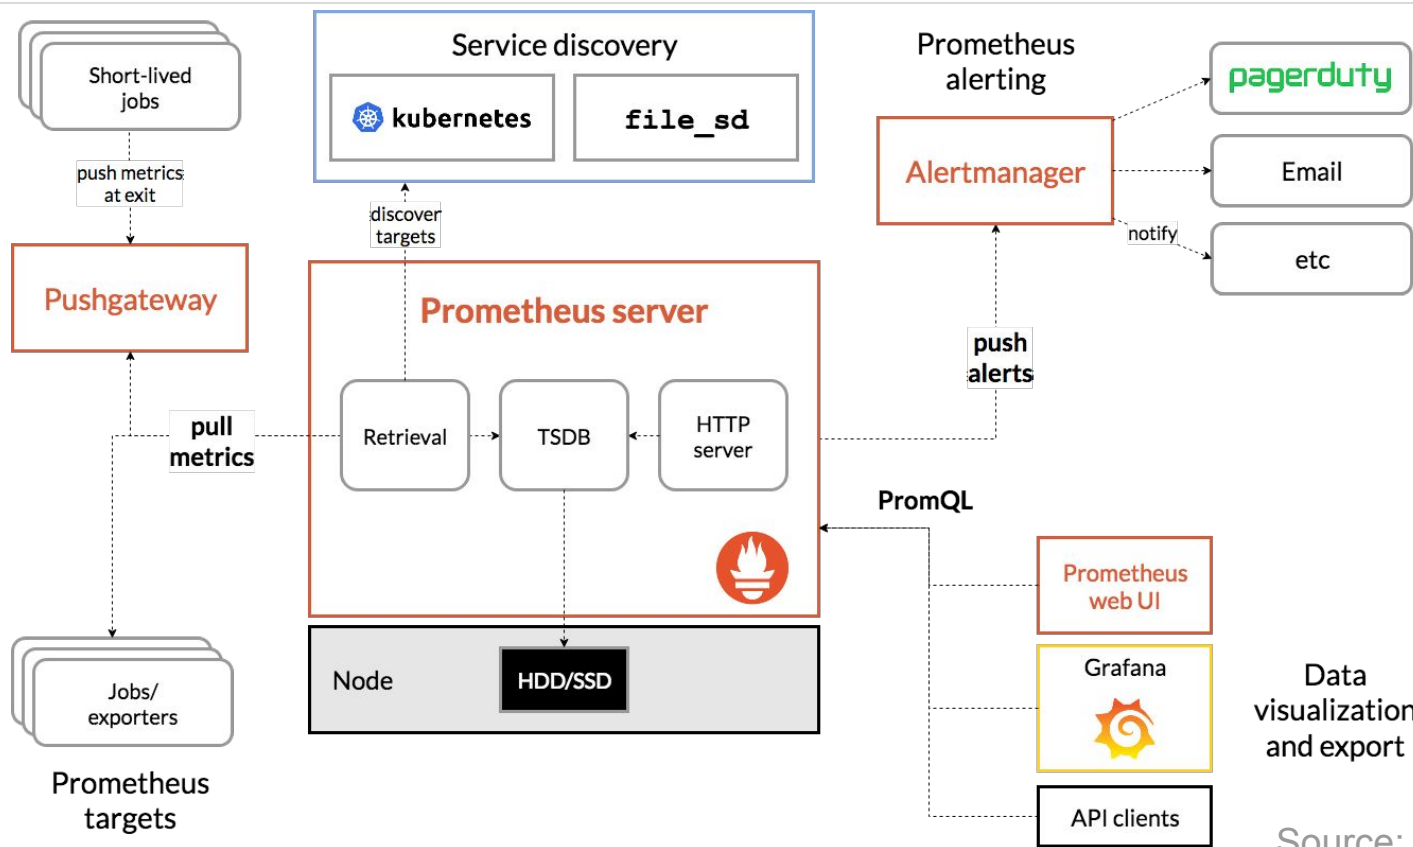 Short-lived
jobs
push metrics
at exit
Pushgateway
Service discovery
kubernetes
file_sd
discover
targets
Prometheus
alerting
pagerduty
Alertmanager
Email
notify
etc
Prometheus server
push
alerts
pull
metrics
Retrieval
TSDB
HTTP
server
PromQL
Prometheus
web UI
Node
HDD/SSD
Grafana
Jobs/
exporters
Data
visualization
and export
Prometheus
targets
API clients
Source: